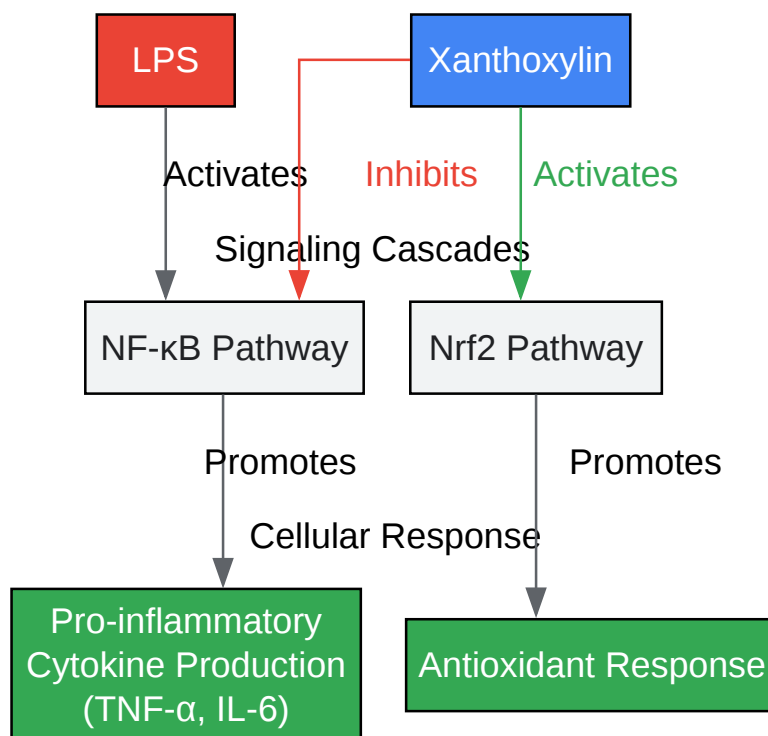 LPS
Xanthoxylin
Activates
Inhibits
Activates
Signaling Cascades
NF-κB Pathway
Nrf2 Pathway
Promotes
Promotes
Cellular Response
Pro-inflammatory
Cytokine Production
(TNF-α, IL-6)
Antioxidant Response